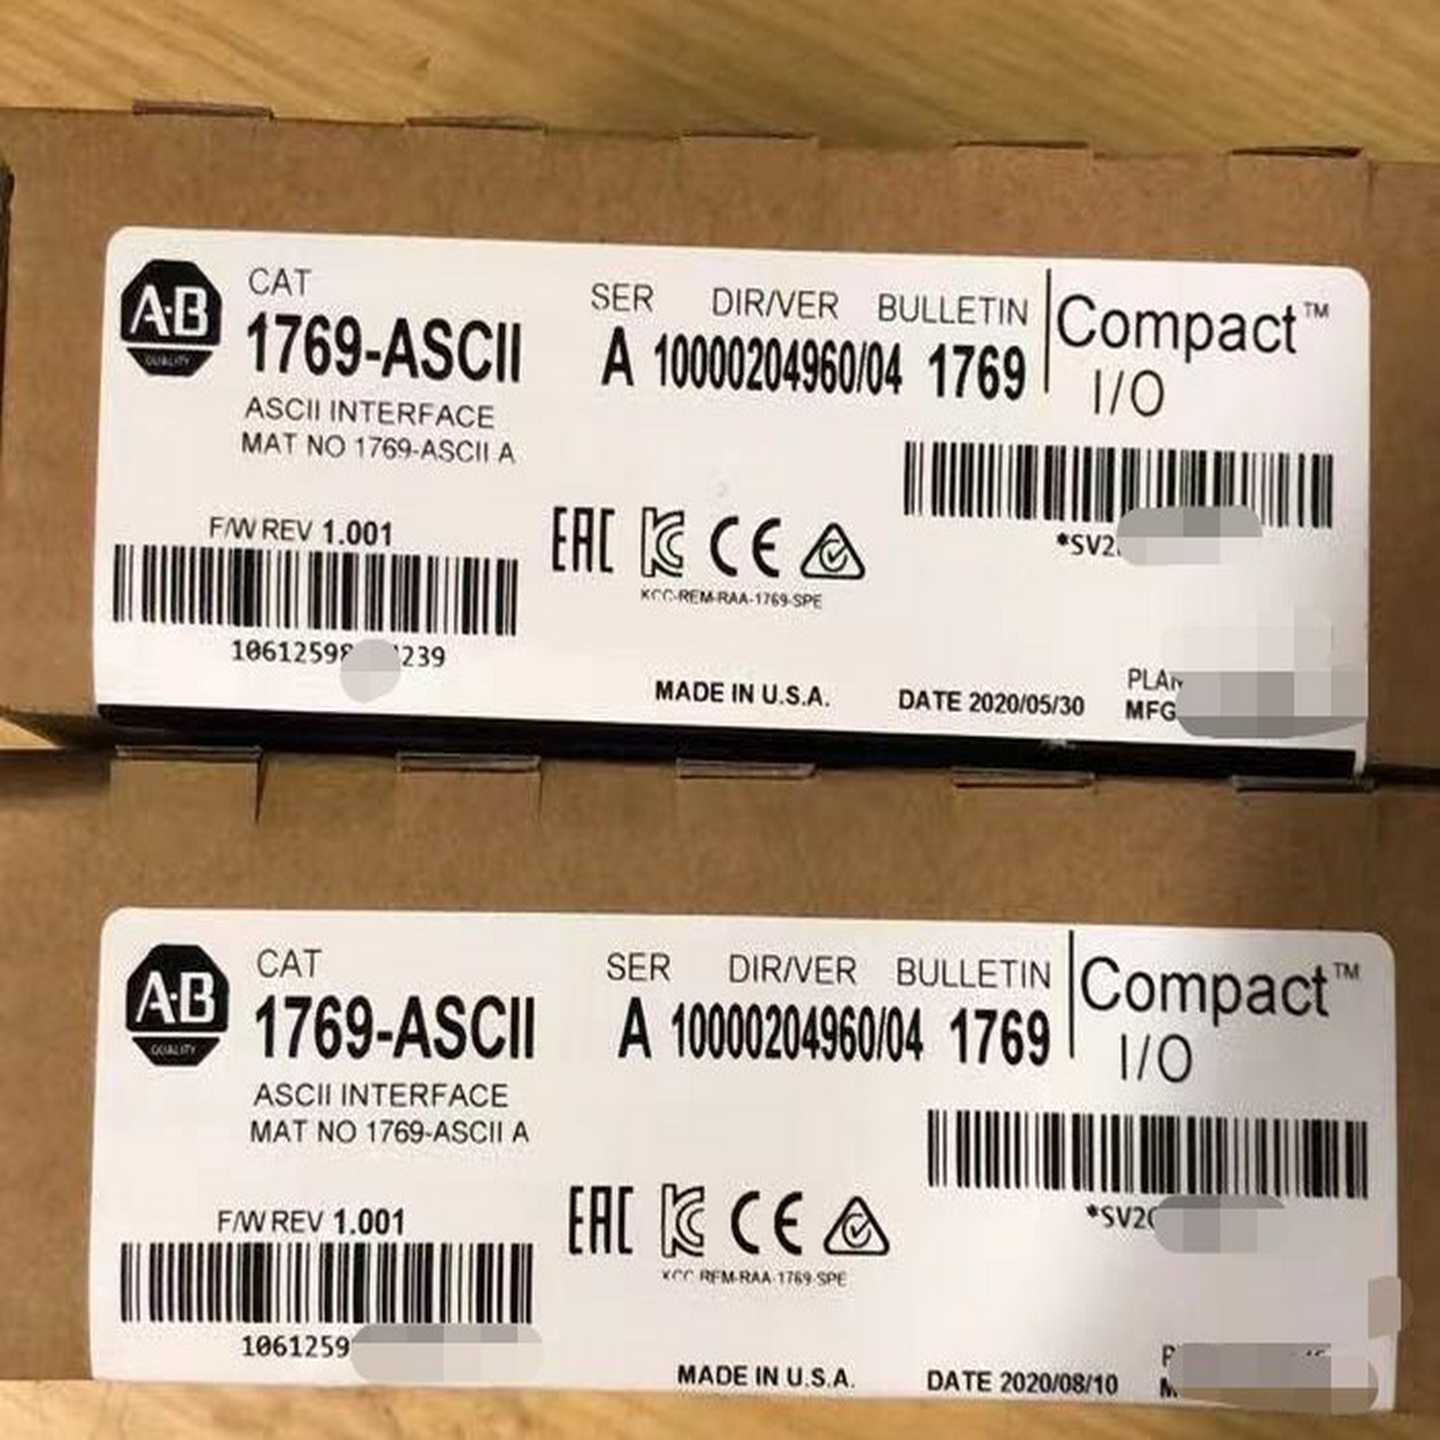 A-B
QUALITY
CAT
1769-ASCII
ASCII INTERFACE
MAT NO 1769-ASCII A
SER DIR/VER BULLETIN
A 10000204960/04 1769
Compact™
I/O
F/W REV 1.001
EAC KC CE
KCC-REM-RAA-1769-SPE
MADE IN U.S.A.
DATE 2020/05/30
MFG
A-B
QUALITY
CAT
1769-ASCII
ASCII INTERFACE
MAT NO 1769-ASCII A
SER DIR/VER BULLETIN
A 10000204960/04 1769
Compact™
I/O
F/W REV 1.001
EAC KC CE
KCC-REM-RAA-1769-SPE
MADE IN U.S.A.
DATE 2020/08/10